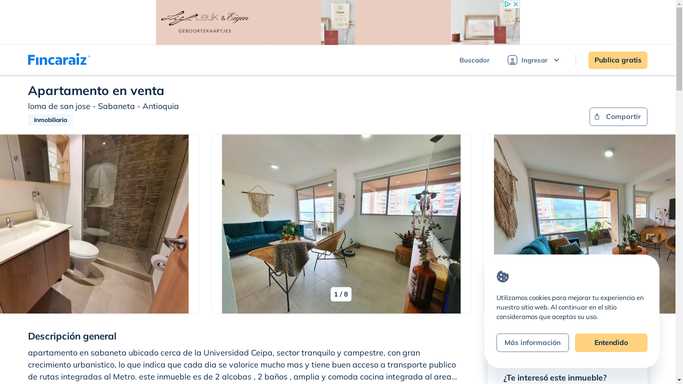 GEBOORTEKAARTJES
Fincaraiz
Buscador
Ingresar
Publica gratis
Apartamento en venta
loma de san jose - Sabaneta - Antioquia
Inmobiliaria
Compartir
1 / 8
Utilizamos cookies para mejorar tu experiencia en
nuestro sitio web. Al continuar en el sitio
consideramos que aceptas su uso.
Más información
Entendido
Descripción general
apartamento en sabaneta ubicado cerca de la Universidad Ceipa, sector tranquilo y campestre, con gran
crecimiento urbanistico, lo que indica que cada dia se valorice mucho mas y tiene buen acceso a transporte publico
de rutas integradas al Metro. este inmueble es de 2 alcobas , 2 baños , amplia y comoda cocina integrada al area...
¿Te interesó este inmueble?